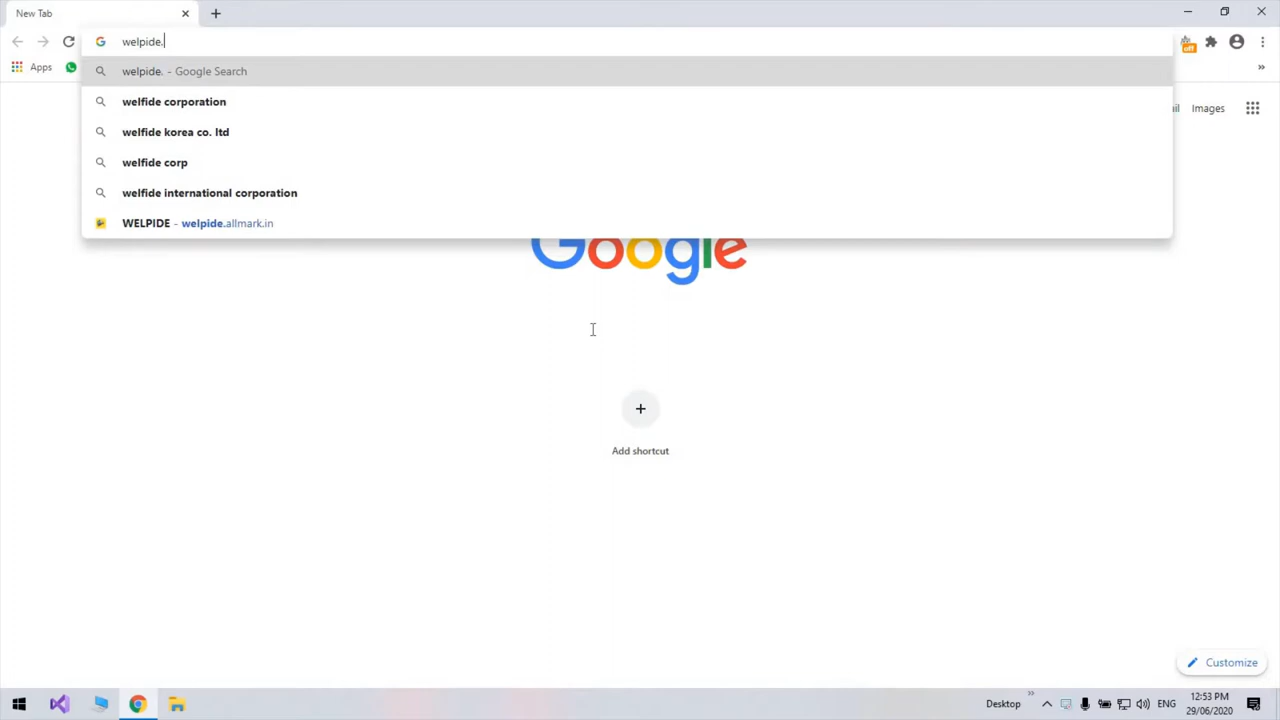 New Tab
welpide.
off
Apps
welpide. - Google Search
welfide corporation
welfide korea co. ltd
welfide corp
welfide international corporation
WELPIDE - welpide.allmark.in
Images
Google
Add shortcut
Customize
Desktop
ENG
12:53 PM
29/06/2020